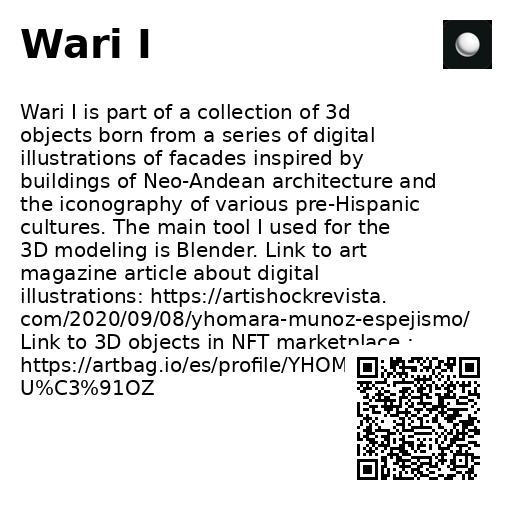 Wari I
Wari I is part of a collection of 3d
objects born from a series of digital
illustrations of facades inspired by
buildings of Neo-Andean architecture and
the iconography of various pre-Hispanic
cultures. The main tool I used for the
3D modeling is Blender. Link to art
magazine article about digital
illustrations: https://artishockrevista.
com/2020/09/08/yhomara-munoz-espejismo/
Link to 3D objects in NFT marketplace :
https://artbag.io/es/profile/YHOM
U%C3%91OZ